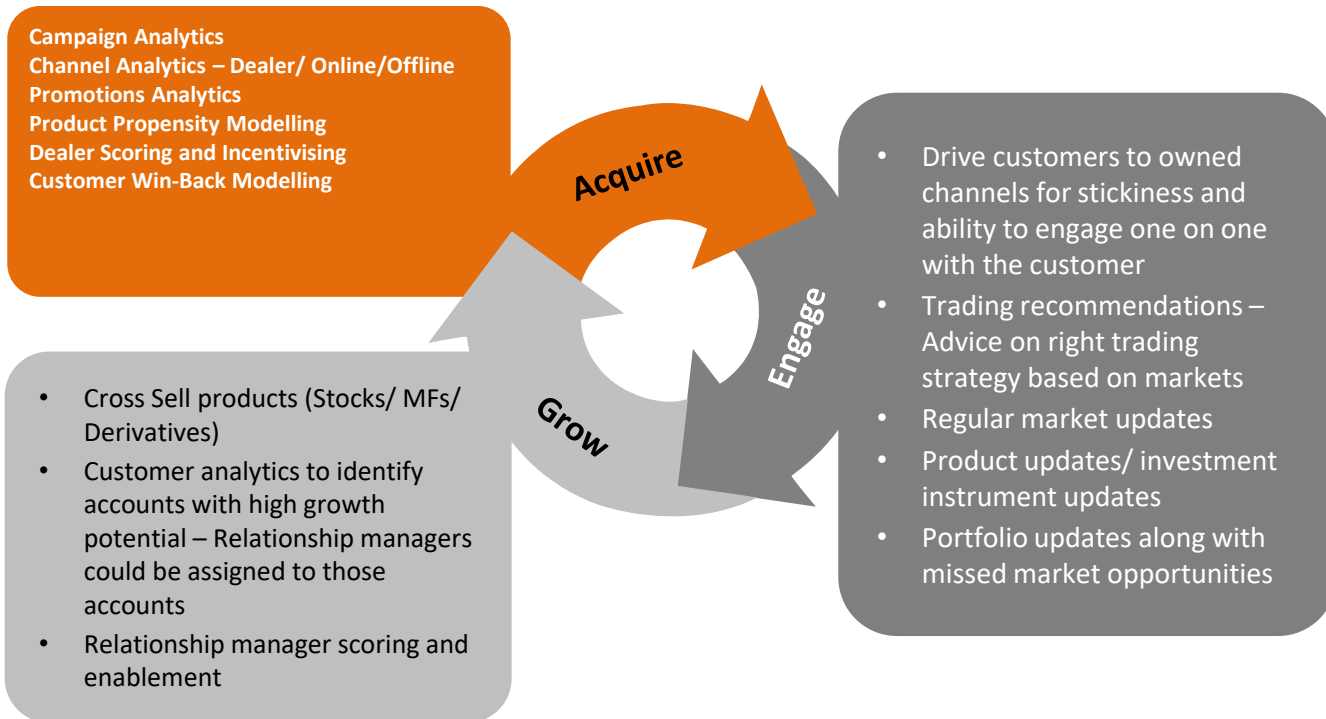 Campaign Analytics
Channel Analytics – Dealer/ Online/Offline
Promotions Analytics
Product Propensity Modelling
Dealer Scoring and Incentivising
Customer Win-Back Modelling
Acquire
Engage
Grow
• Drive customers to owned
channels for stickiness and
ability to engage one on one
with the customer
• Trading recommendations –
Advice on right trading
strategy based on markets
• Regular market updates
• Product updates/ investment
instrument updates
• Portfolio updates along with
missed market opportunities
• Cross Sell products (Stocks/ MFs/
Derivatives)
• Customer analytics to identify
accounts with high growth
potential – Relationship managers
could be assigned to those
accounts
• Relationship manager scoring and
enablement